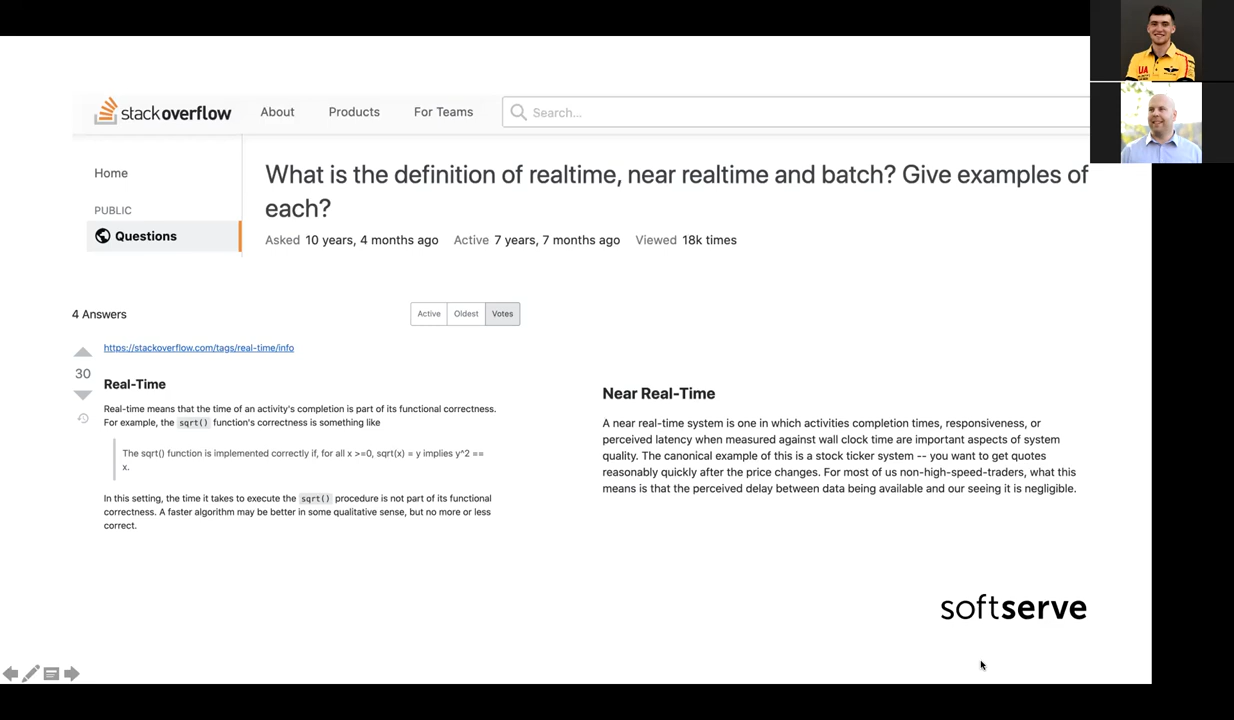 UA
stackoverflow
About
Products
For Teams
Search...
Home
PUBLIC
Questions
What is the definition of realtime, near realtime and batch? Give examples of
each?
Asked 10 years, 4 months ago Active 7 years, 7 months ago Viewed 18k times
4 Answers
Active
Oldest
Votes
https://stackoverflow.com/tags/real-time/info
30
Real-Time
Real-time means that the time of an activity's completion is part of its functional correctness.
For example, the sqrt() function's correctness is something like
The sqrt() function is implemented correctly if, for all x >=0, sqrt(x) = y implies y^2 ==
x.
In this setting, the time it takes to execute the sqrt() procedure is not part of its functional
correctness. A faster algorithm may be better in some qualitative sense, but no more or less
correct.
Near Real-Time
A near real-time system is one in which activities completion times, responsiveness, or
perceived latency when measured against wall clock time are important aspects of system
quality. The canonical example of this is a stock ticker system -- you want to get quotes
reasonably quickly after the price changes. For most of us non-high-speed-traders, what this
means is that the perceived delay between data being available and our seeing it is negligible.
softserve